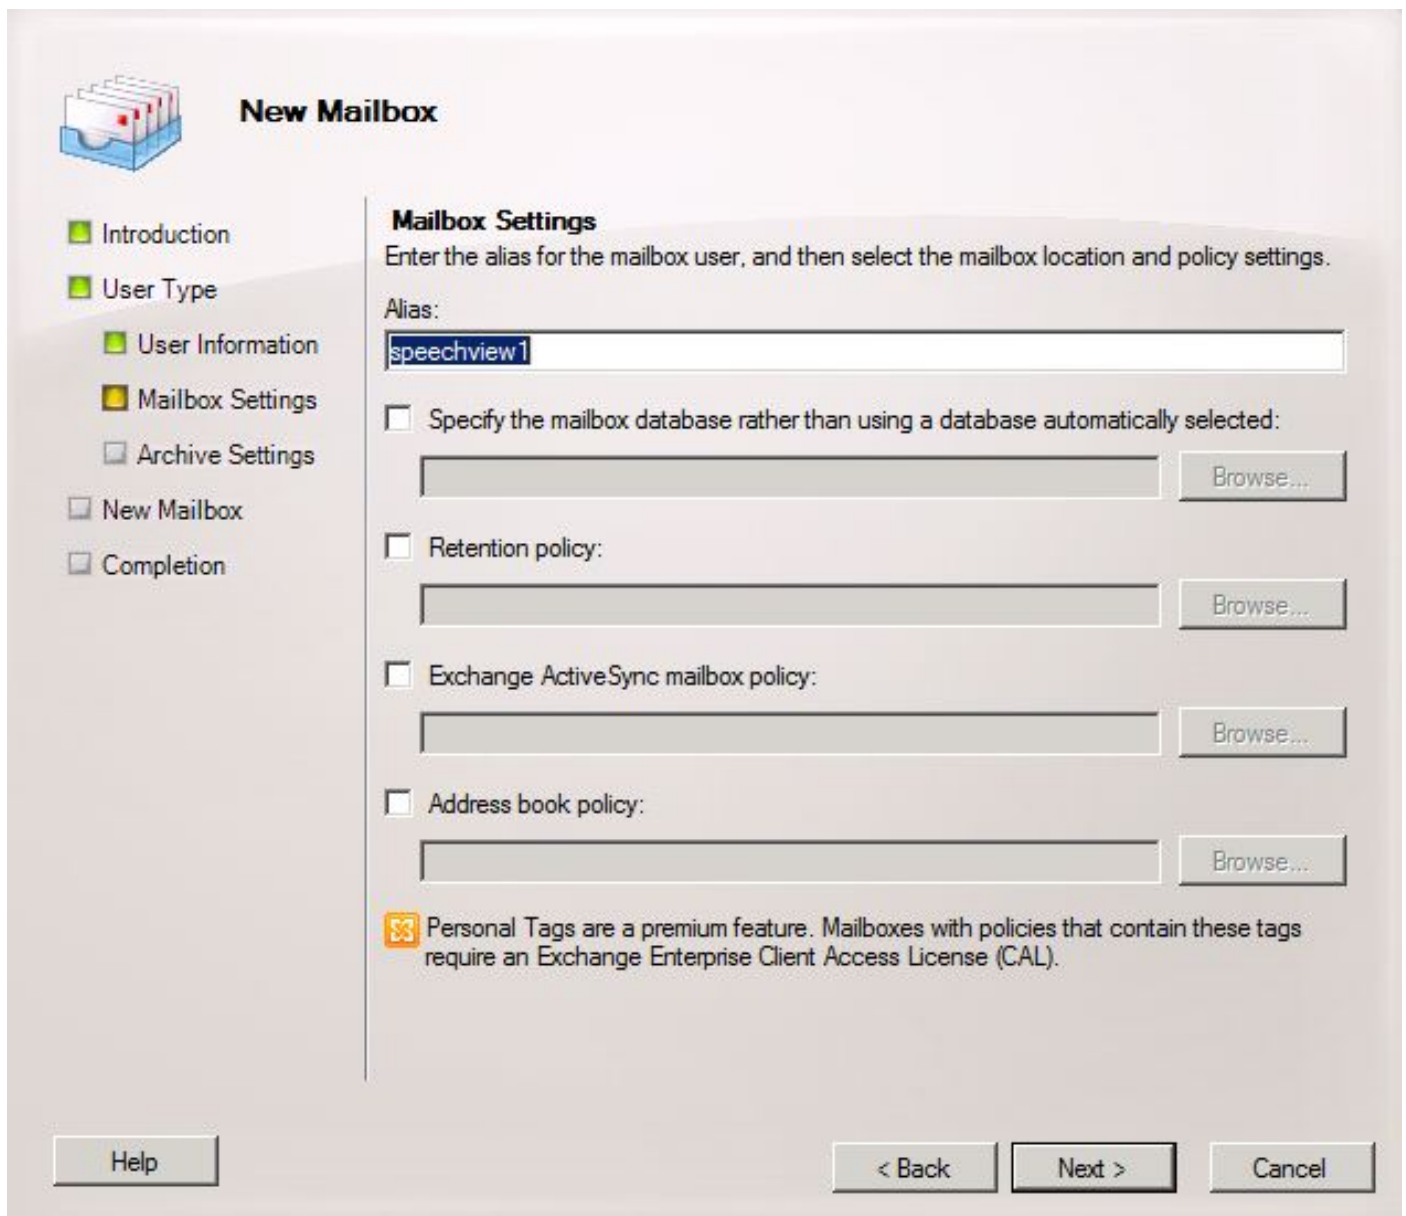 New Mailbox
Introduction
User Type
User Information
Mailbox Settings
Archive Settings
New Mailbox
Completion
Mailbox Settings
Enter the alias for the mailbox user, and then select the mailbox location and policy settings.
Alias:
speechview1
Specify the mailbox database rather than using a database automatically selected:
Browse...
Retention policy:
Browse...
Exchange ActiveSync mailbox policy:
Browse...
Address book policy:
Browse...
Personal Tags are a premium feature. Mailboxes with policies that contain these tags
require an Exchange Enterprise Client Access License (CAL).
Help
< Back
Next >
Cancel